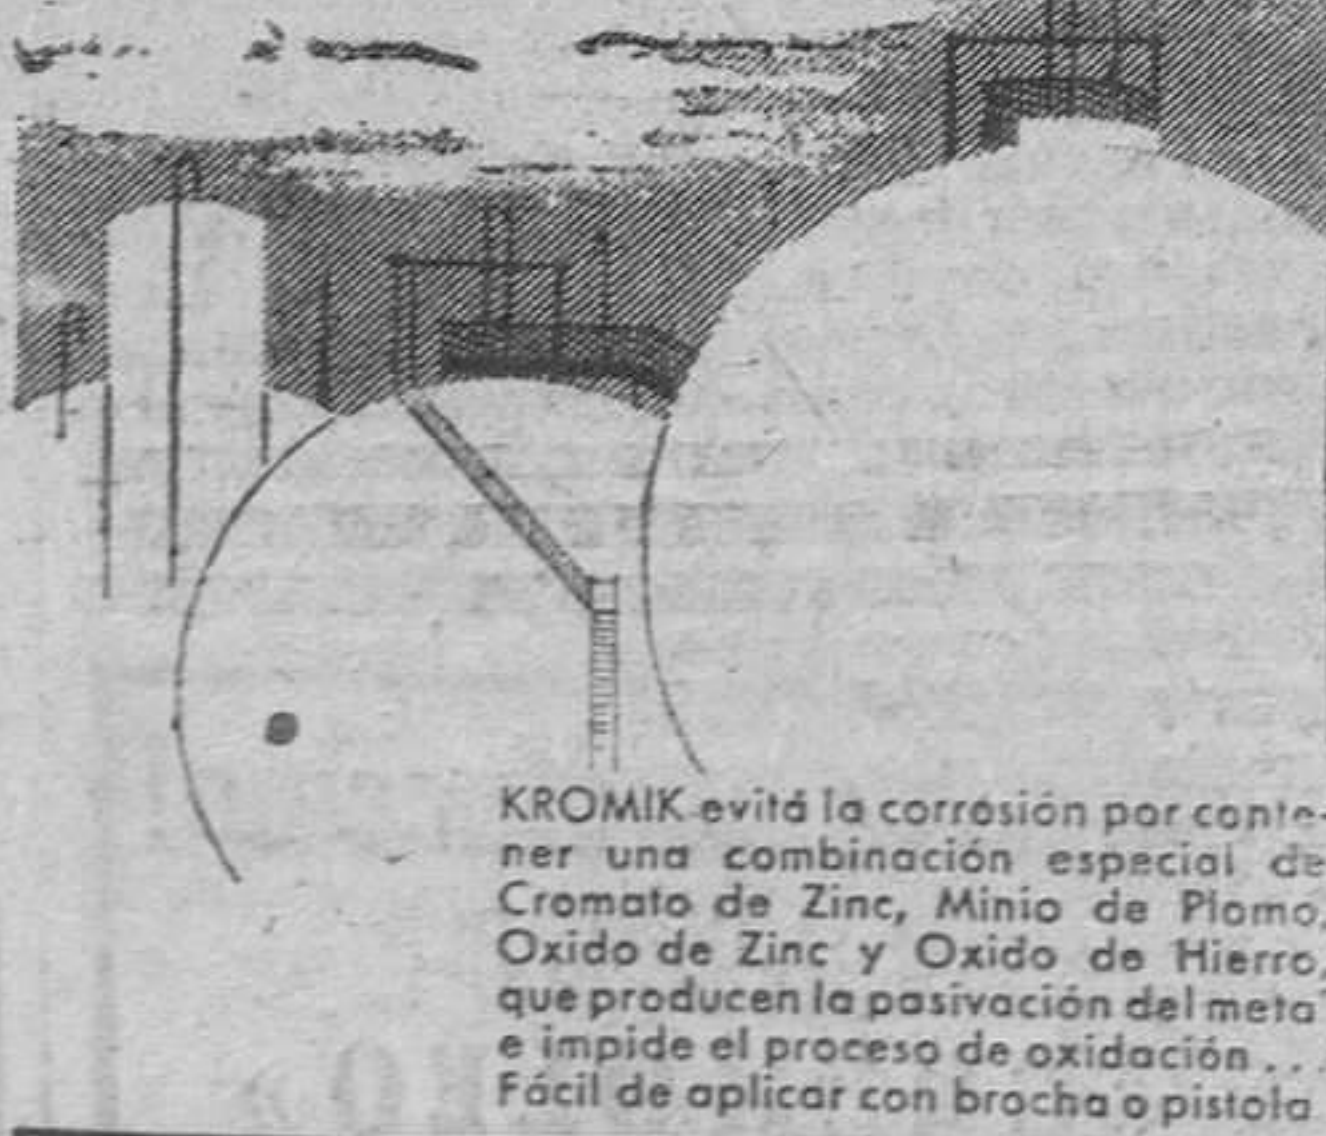 KROMIK evitá la corrosión por conte-
ner una combinación especial de
Cromato de Zinc, Minio de Plomo,
Oxido de Zinc y Oxido de Hierro,
que producen la pasivación del metal
e impide el proceso de oxidación...
Fácil de aplicar con brocha o pistola